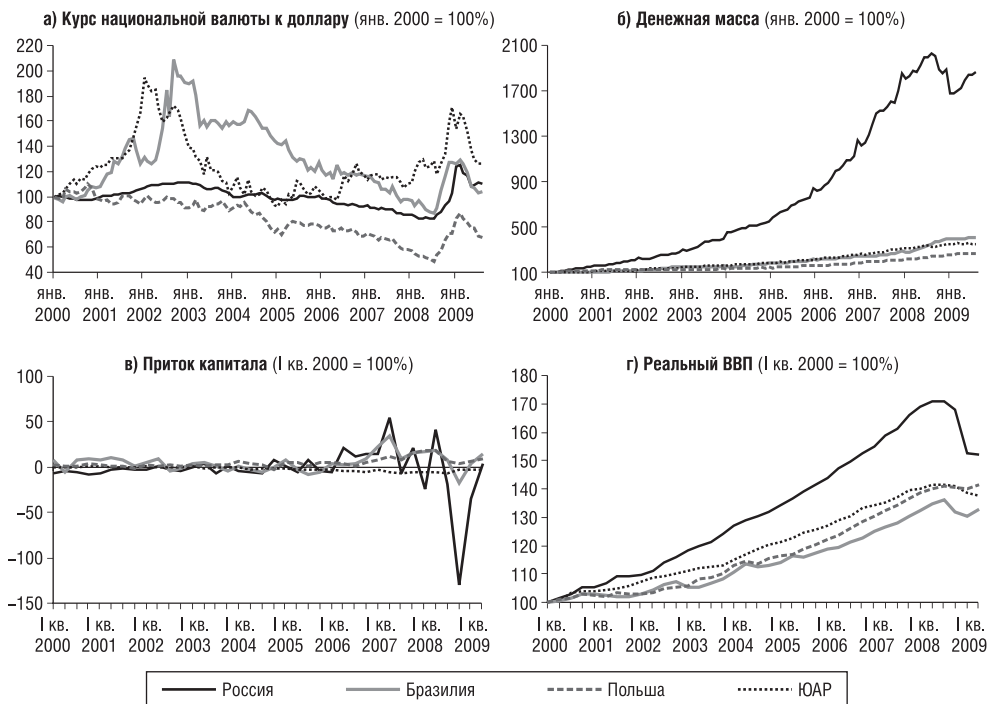 а) Курс национальной валюты к доллару (янв. 2000 = 100%)
220
200
180
160
140
120
100
80
60
40
янв. янв. янв. янв. янв. янв. янв. янв. янв. янв.
2000 2001 2002 2003 2004 2005 2006 2007 2008 2009
б) Денежная масса (янв. 2000 = 100%)
2100
1700
1300
900
500
100
янв. янв. янв. янв. янв. янв. янв. янв. янв. янв.
2000 2001 2002 2003 2004 2005 2006 2007 2008 2009
в) Приток капитала (I кв. 2000 = 100%)
100
50
0
–50
–100
–150
I кв. I кв. I кв. I кв. I кв. I кв. I кв. I кв. I кв. I кв.
2000 2001 2002 2003 2004 2005 2006 2007 2008 2009
г) Реальный ВВП (I кв. 2000 = 100%)
180
170
160
150
140
130
120
110
100
I кв. I кв. I кв. I кв. I кв. I кв. I кв. I кв. I кв. I кв.
2000 2001 2002 2003 2004 2005 2006 2007 2008 2009
Россия Бразилия Польша ЮАР